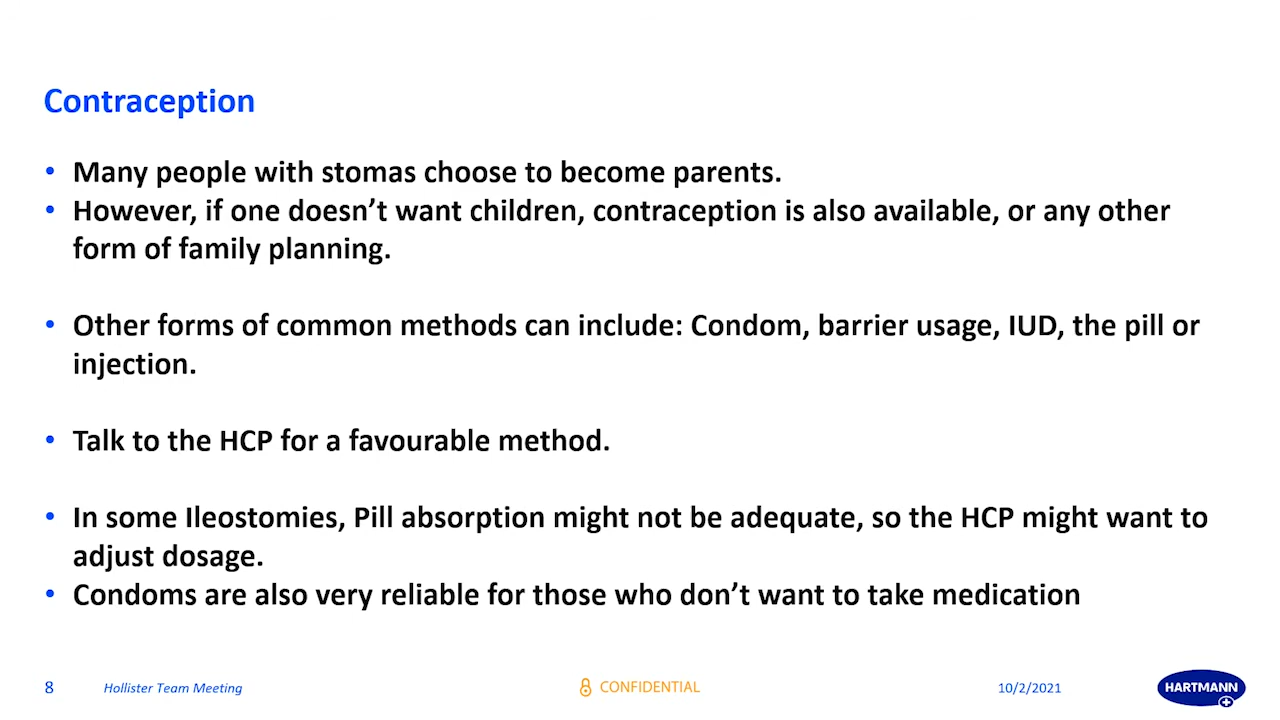 Contraception
• Many people with stomas choose to become parents.
• However, if one doesn’t want children, contraception is also available, or any other
form of family planning.
• Other forms of common methods can include: Condom, barrier usage, IUD, the pill or
injection.
• Talk to the HCP for a favourable method.
• In some Ileostomies, Pill absorption might not be adequate, so the HCP might want to
adjust dosage.
• Condoms are also very reliable for those who don’t want to take medication
8 Hollister Team Meeting CONFIDENTIAL 10/2/2021 HARTMANN